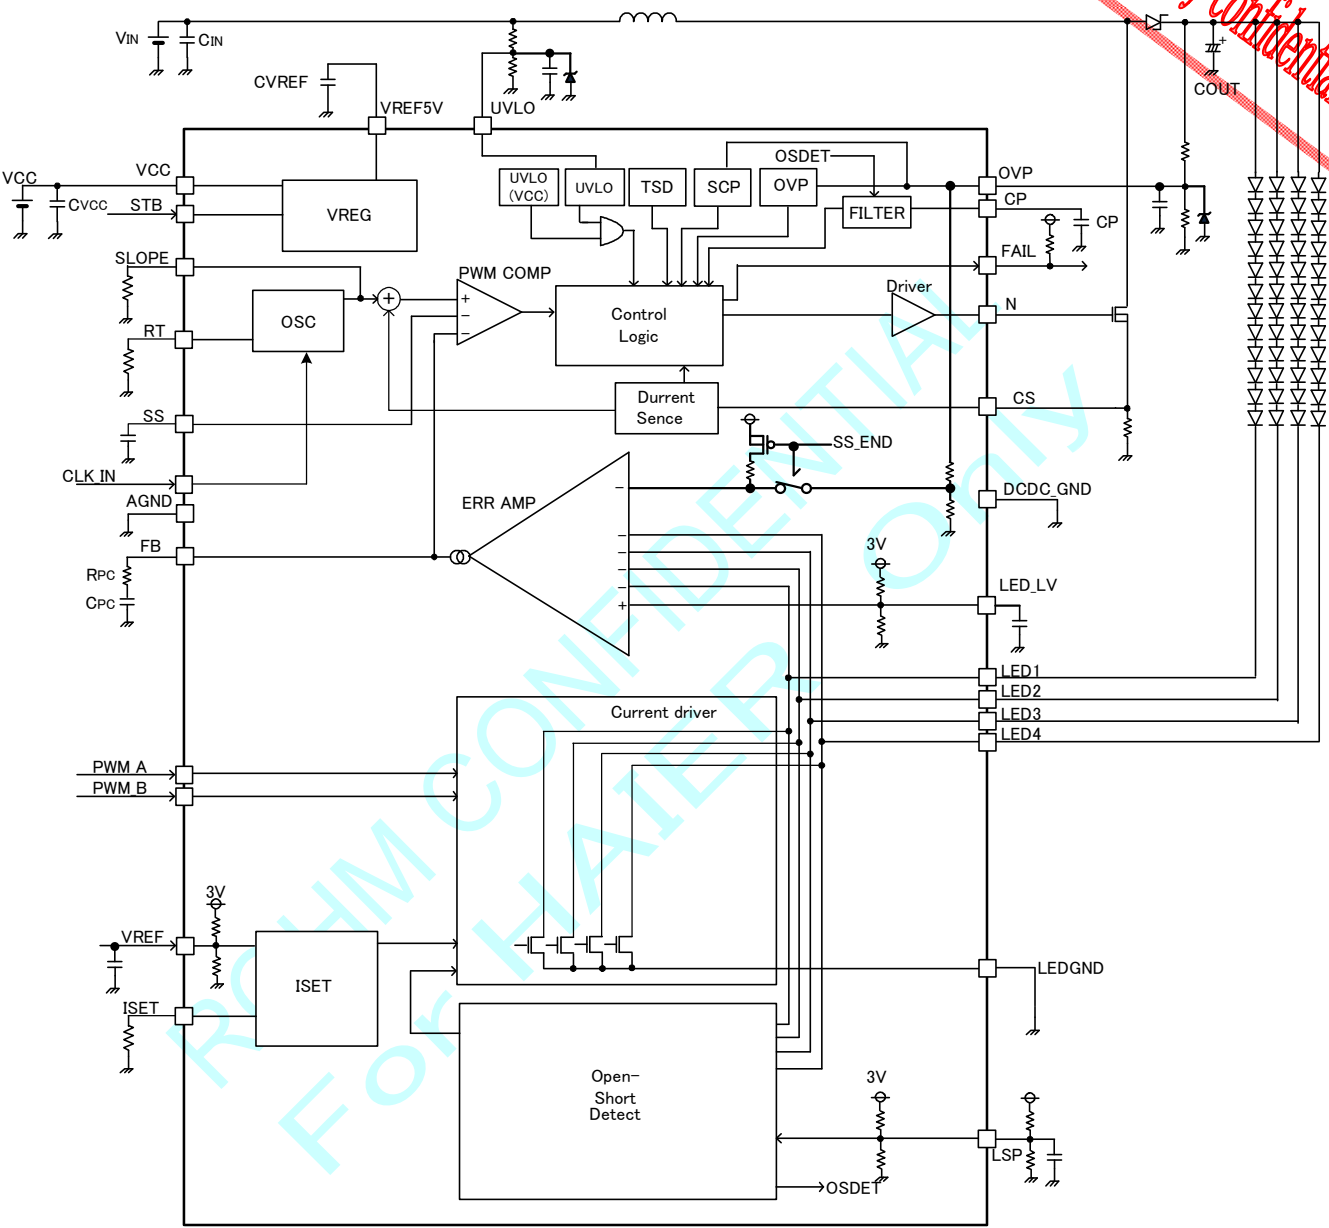 VIN
CIN
CVREF
VREF5V
UVLO
y confidential
COUT
VCC
VCC
CVCC
STB
VREG
UVLO
(VCC)
UVLO
TSD
SCP
OVP
OSDET
FILTER
OVP
CP
CP
FAIL
SLOPE
PWM COMP
+
−
−
+
OSC
RT
Control
Logic
Driver
N
SS
Durrent
Sence
CS
SS_END
CLK_IN
AGND
ERR AMP
−
DCDC_GND
FB
RPC
CPC
−
−
−
−
+
3V
LED_LV
LED1
LED2
LED3
LED4
Current driver
PWM_A
PWM_B
3V
VREF
ISET
ISET
LEDGND
Open−
Short
Detect
3V
LSP
OSDET
ROHM CONFIDENTIAL
For HAIER Only